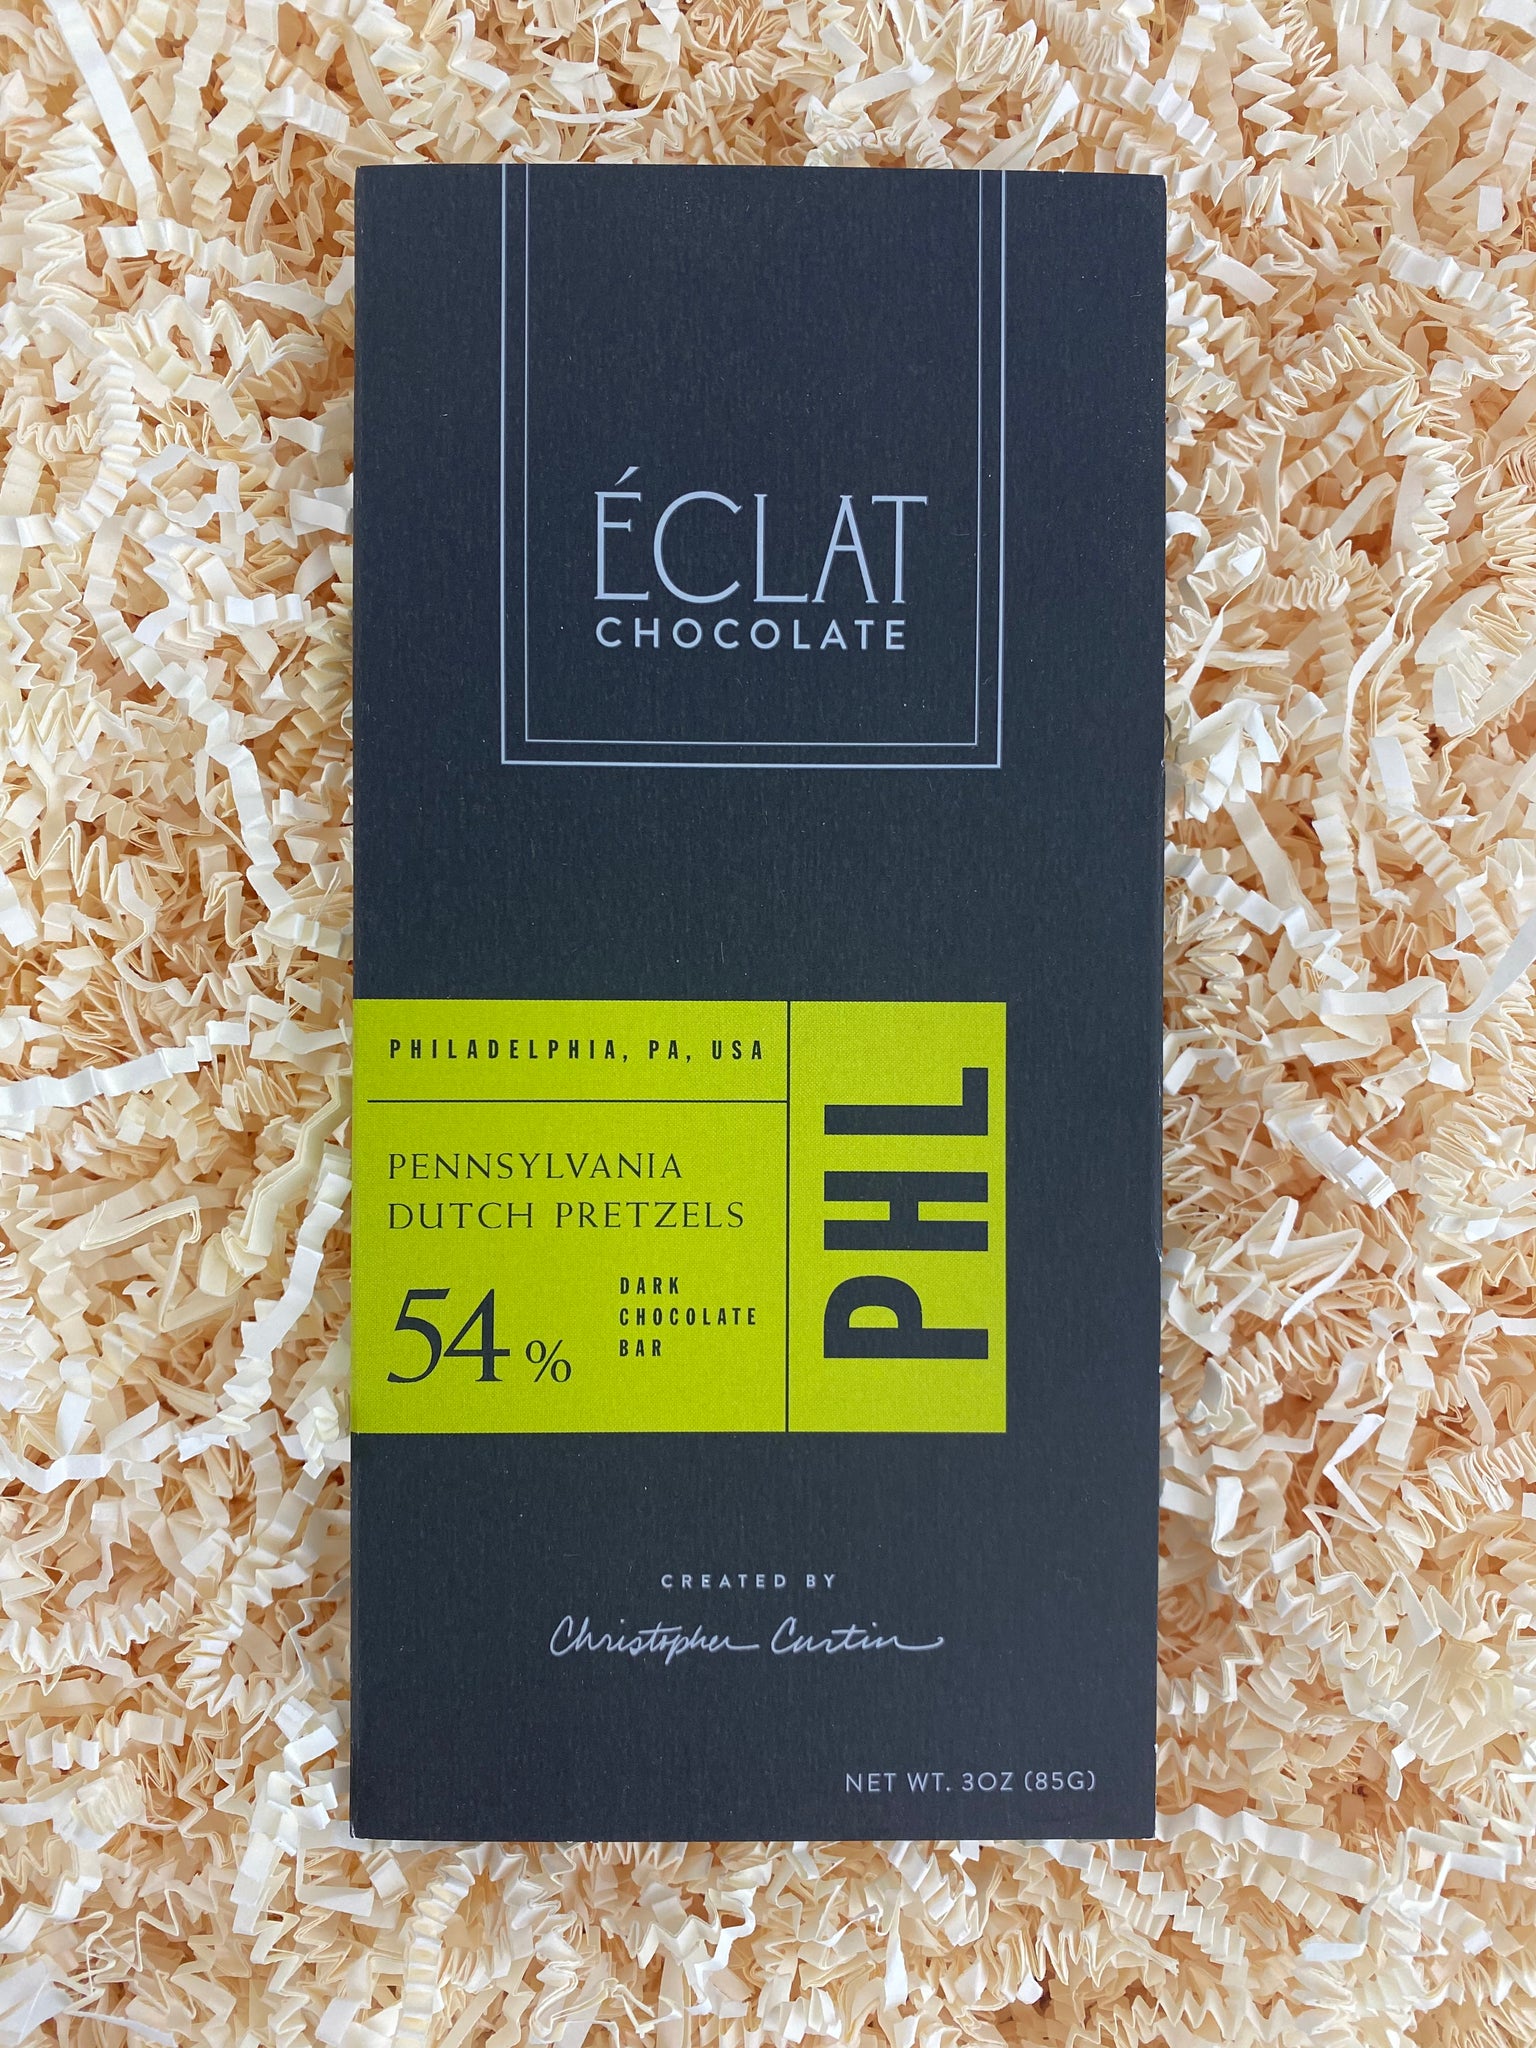 ÉCLAT
CHOCOLATE
PHILADELPHIA, PA, USA
PENNSYLVANIA
DUTCH PRETZELS
54%
DARK
CHOCOLATE
BAR
PHL
CREATED BY
Christopher Curtin
NET WT. 3OZ (85G)